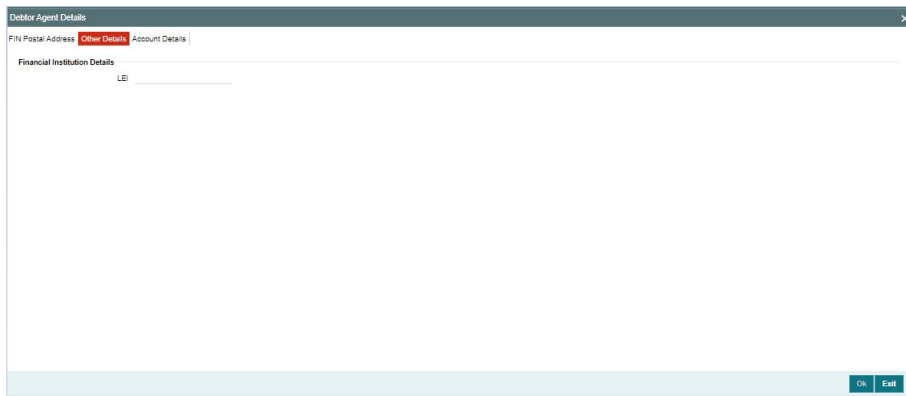 Debtor Agent Details
FIN Postal Address Other Details Account Details
Financial Institution Details
LEI
Ok Exit